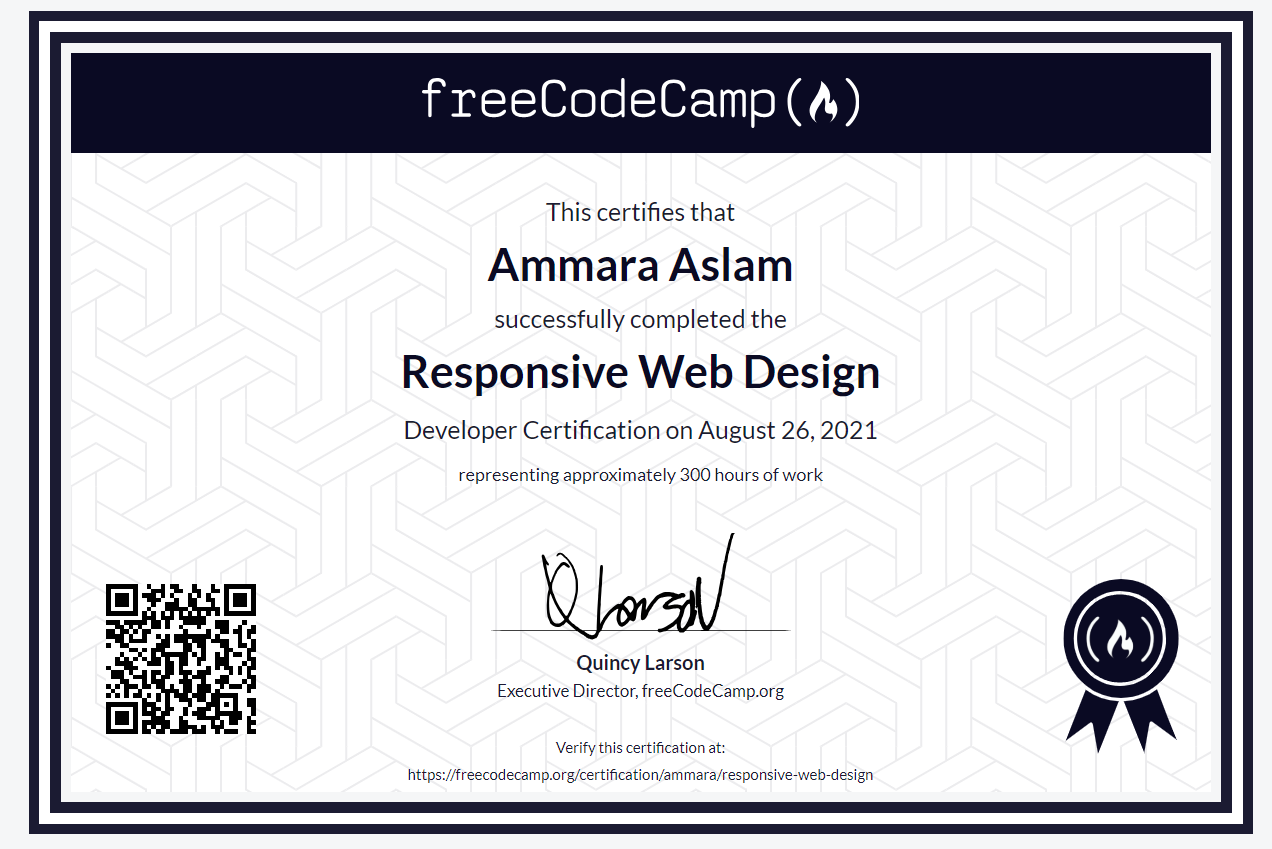 freeCodeCamp(🔥)
This certifies that
Ammara Aslam
successfully completed the
Responsive Web Design
Developer Certification on August 26, 2021
representing approximately 300 hours of work
Q Larson
Quincy Larson
Executive Director, freeCodeCamp.org
Verify this certification at:
https://freecodecamp.org/certification/ammara/responsive-web-design